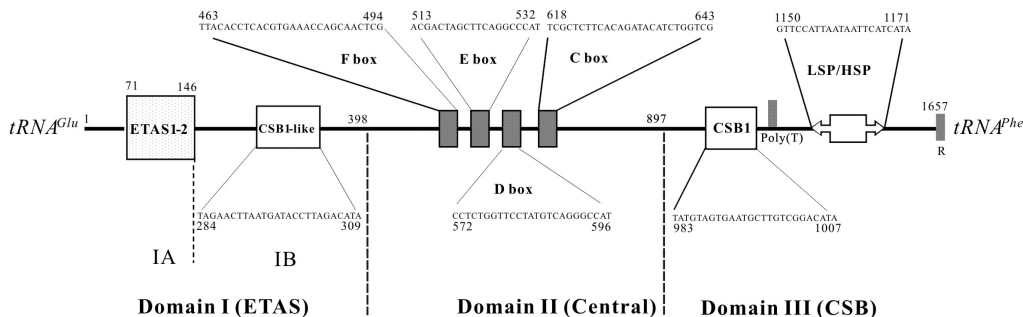 463 494 513 532 618 643 1150 1171
TTACACCTCACGTGAAACCAGCAACTCG ACGACTAGCTTCAGGCCCAT TCGCTCTTCACAGATACATCTGGTCG GTTCCATTAATAATTCATCATA
F box E box C box LSP/HSP
71 146
tRNA^Glu 1 ETAS1-2 CSB1-like 398 897 CSB1 Poly(T) 1657 tRNA^Phe
R
D box
TAGAACTTAATGATACCTTAGACATA CCTCTGGTTCCTATGTCAGGGCCAT TATGTAGTGAATGCTTGTCGGACATA
284 309 572 596 983 1007
IA IB
Domain I (ETAS) Domain II (Central) Domain III (CSB)